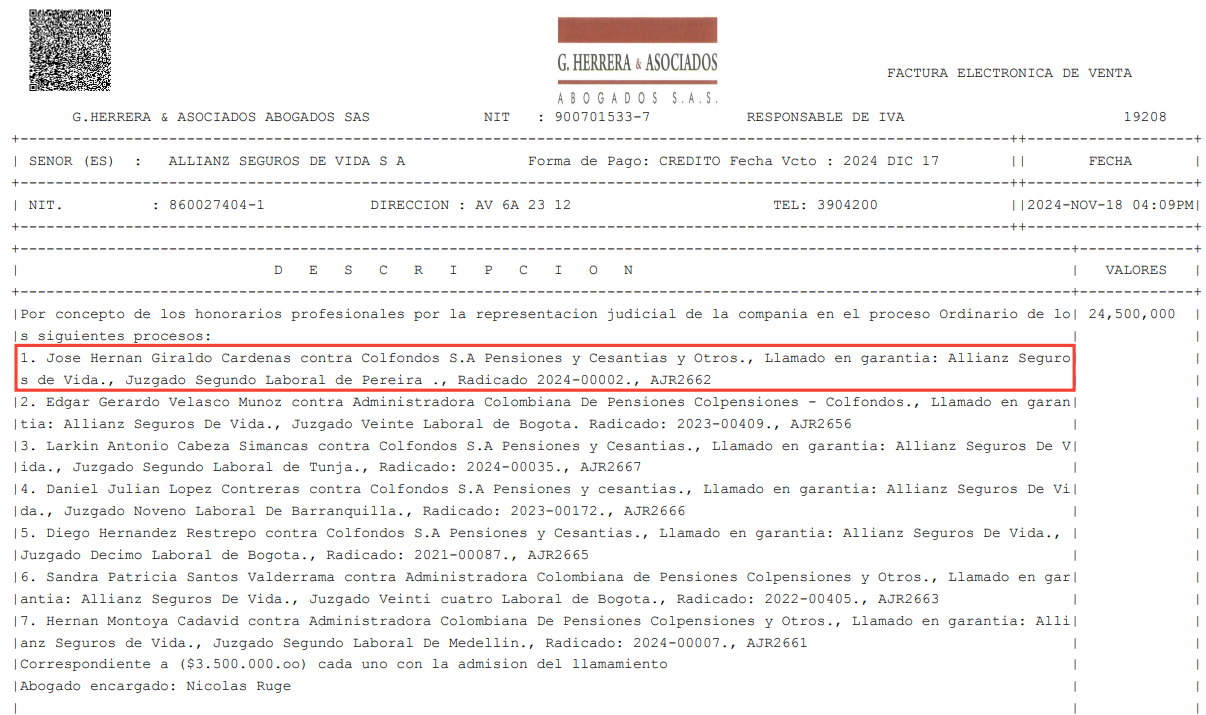 G. HERRERA & ASOCIADOS
ABOGADOS S.A.S.
FACTURA ELECTRONICA DE VENTA
G.HERRERA & ASOCIADOS ABOGADOS SAS NIT : 900701533-7 RESPONSABLE DE IVA 19208
SENOR (ES) : ALLIANZ SEGUROS DE VIDA S A Forma de Pago: CREDITO Fecha Vcto : 2024 DIC 17 FECHA
NIT. : 860027404-1 DIRECCION : AV 6A 23 12 TEL: 3904200 2024-NOV-18 04:09PM
D E S C R I P C I O N VALORES
Por concepto de los honorarios profesionales por la representacion judicial de la compania en el proceso Ordinario de lo 24,500,000
s siguientes procesos:
1. Jose Hernan Giraldo Cardenas contra Colfondos S.A Pensiones y Cesantias y Otros., Llamado en garantia: Allianz Seguro
s de Vida., Juzgado Segundo Laboral de Pereira ., Radicado 2024-00002., AJR2662
2. Edgar Gerardo Velasco Munoz contra Administradora Colombiana De Pensiones Colpensiones - Colfondos., Llamado en garan
tia: Allianz Seguros De Vida., Juzgado Veinte Laboral de Bogota. Radicado: 2023-00409., AJR2656
3. Larkin Antonio Cabeza Simancas contra Colfondos S.A Pensiones y Cesantias., Llamado en garantia: Allianz Seguros De V
ida., Juzgado Segundo Laboral de Tunja., Radicado: 2024-00035., AJR2667
4. Daniel Julian Lopez Contreras contra Colfondos S.A Pensiones y cesantias., Llamado en garantia: Allianz Seguros De Vi
da., Juzgado Noveno Laboral De Barranquilla., Radicado: 2023-00172., AJR2666
5. Diego Hernandez Restrepo contra Colfondos S.A Pensiones y Cesantias., Llamado en garantia: Allianz Seguros De Vida.,
Juzgado Decimo Laboral de Bogota., Radicado: 2021-00087., AJR2665
6. Sandra Patricia Santos Valderrama contra Administradora Colombiana de Pensiones Colpensiones y Otros., Llamado en gar
antia: Allianz Seguros De Vida., Juzgado Veinti cuatro Laboral de Bogota., Radicado: 2022-00405., AJR2663
7. Hernan Montoya Cadavid contra Administradora Colombiana De Pensiones Colpensiones y Otros., Llamado en garantia: Alli
anz Seguros de Vida., Juzgado Segundo Laboral De Medellin., Radicado: 2024-00007., AJR2661
Correspondiente a ($3.500.000.oo) cada uno con la admision del llamamiento
Abogado encargado: Nicolas Ruge